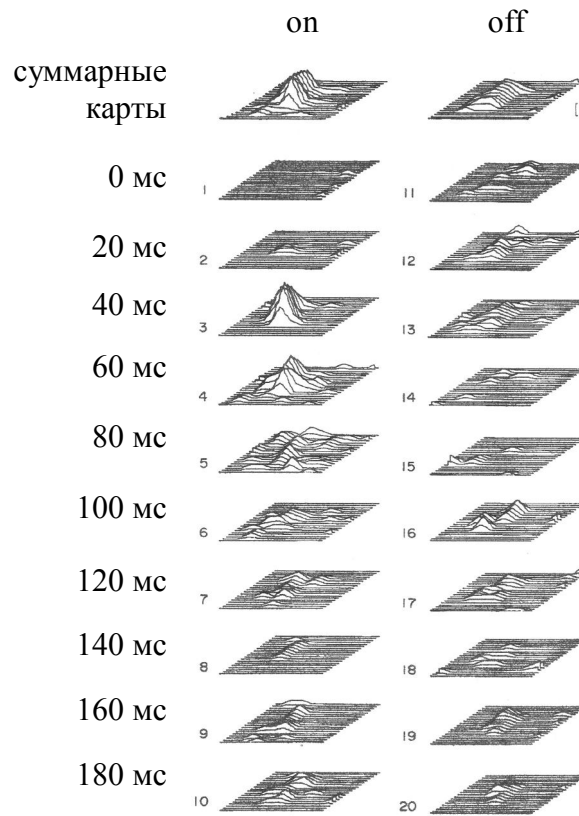 on off
суммарные
карты
0 мс 1 11
20 мс 2 12
40 мс 3 13
60 мс 4 14
80 мс 5 15
100 мс 6 16
120 мс 7 17
140 мс 8 18
160 мс 9 19
180 мс 10 20